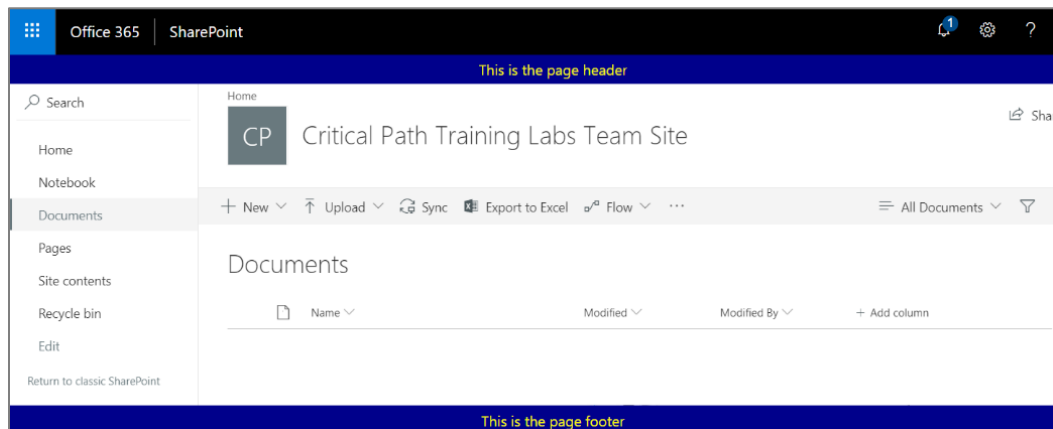 Office 365 SharePoint 1 ?
This is the page header
Search
Home
Notebook
Documents
Pages
Site contents
Recycle bin
Edit
Return to classic SharePoint
Home
CP Critical Path Training Labs Team Site
Sha
+ New Upload Sync Export to Excel Flow ... All Documents
Documents
Name Modified Modified By + Add column
This is the page footer